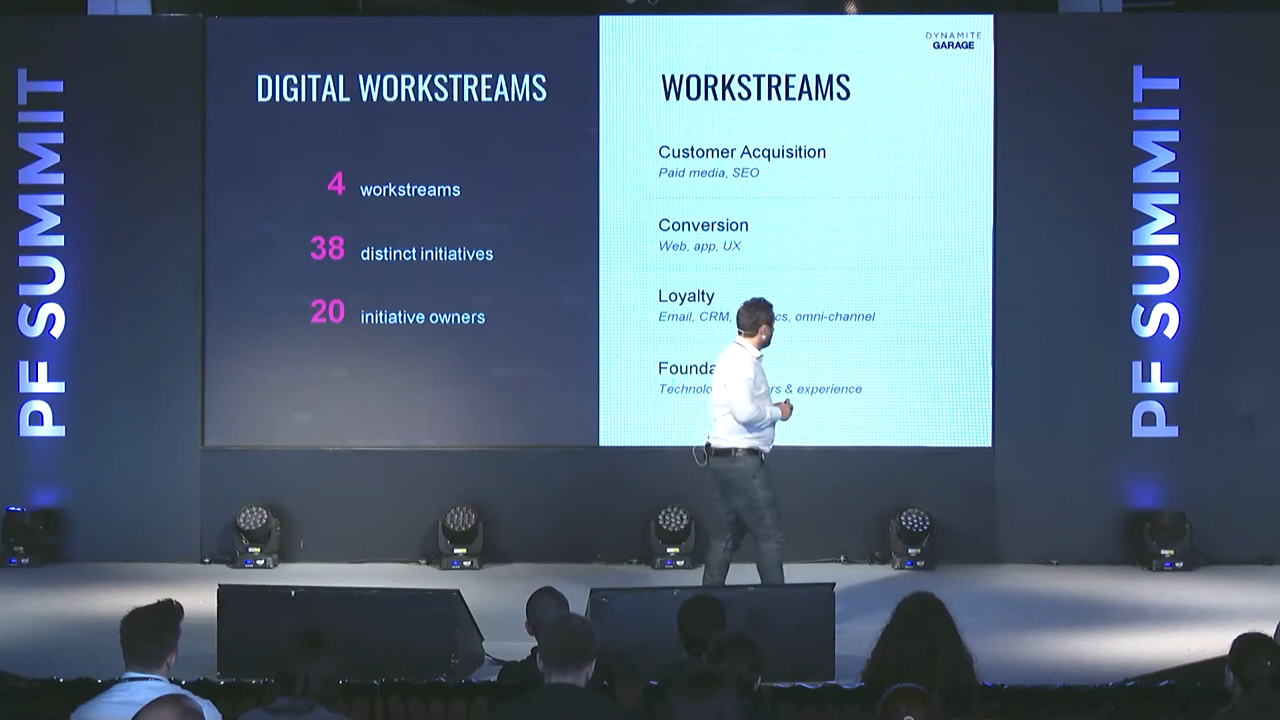 PF SUMMIT
DIGITAL WORKSTREAMS
4 workstreams
38 distinct initiatives
20 initiative owners
DYNAMITE
GARAGE
WORKSTREAMS
Customer Acquisition
Paid media, SEO
Conversion
Web, app, UX
Loyalty
Email, CRM, omni-channel
& experience
PF SUMMIT